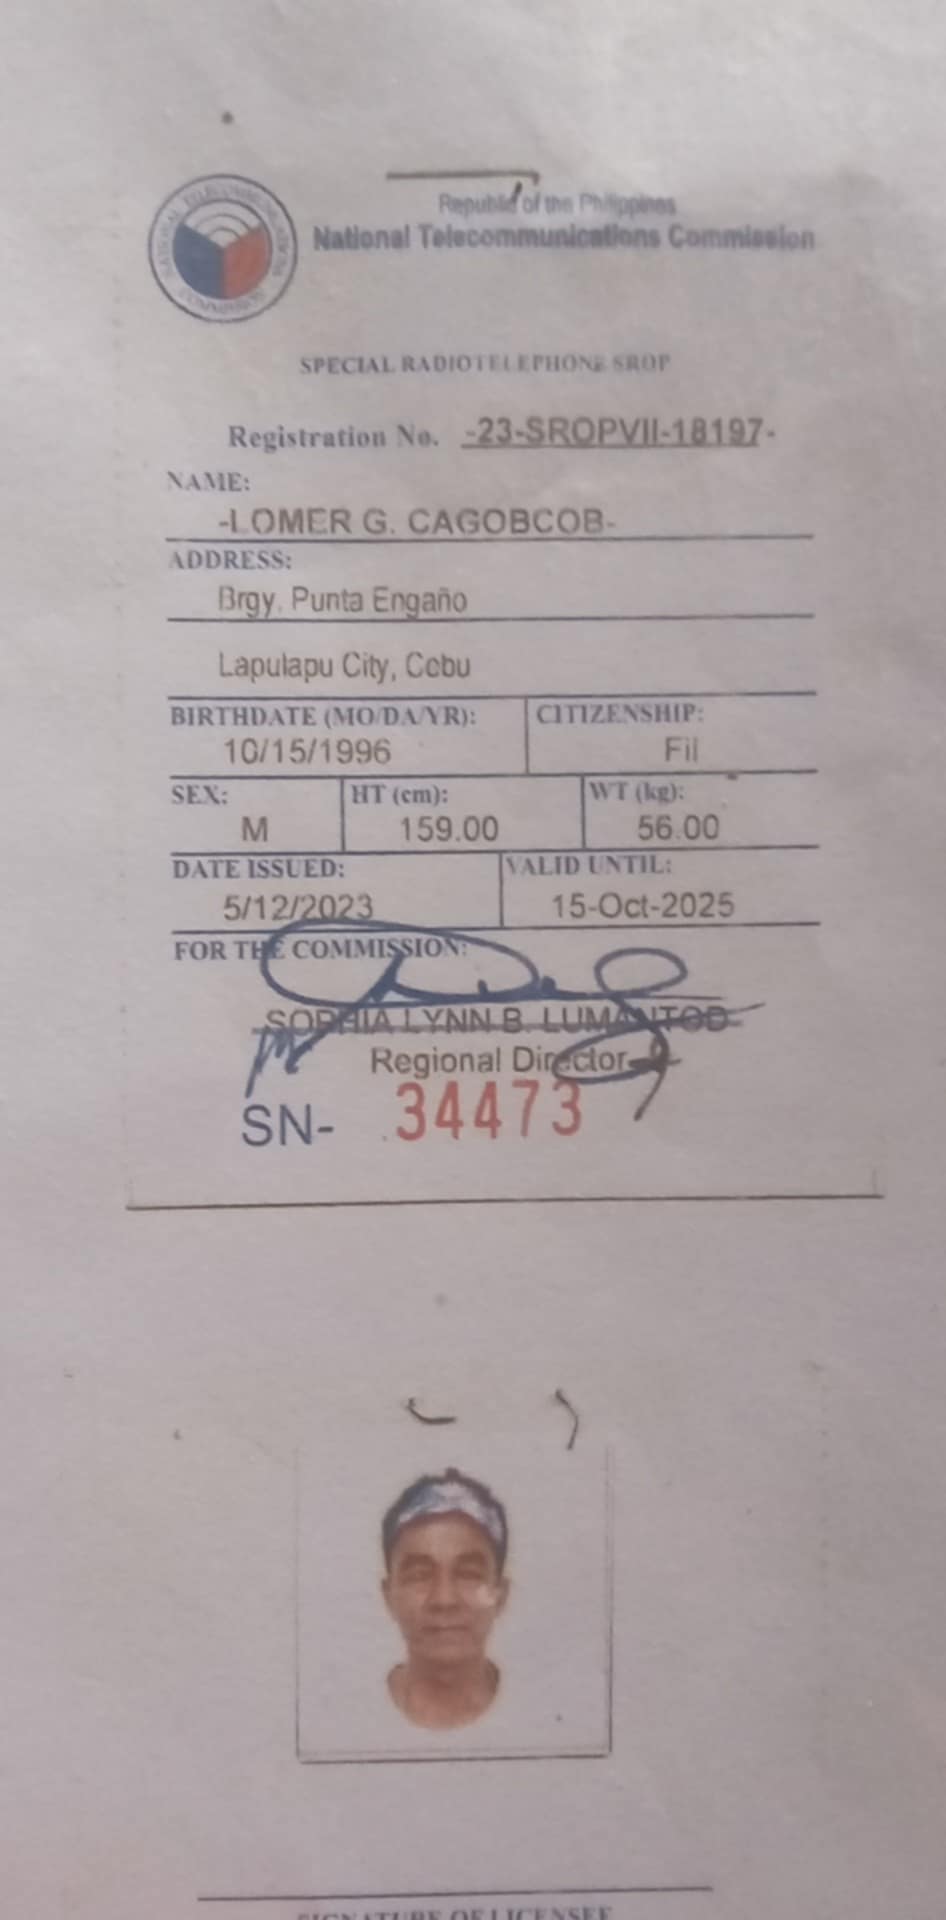 Republic of the Philippines
National Telecommunications Commission
NATIONAL TELECOMMUNICATIONS COMMISSION
SPECIAL RADIOTELEPHONE SROP
Registration No. -23-SROPVII-18197-
NAME:
-LOMER G. CAGOBCOB-
ADDRESS:
Brgy. Punta Engaño
Lapulapu City, Cebu
BIRTHDATE (MO/DA/YR): CITIZENSHIP:
10/15/1996 Fil
SEX: HT (cm): WT (kg):
M 159.00 56.00
DATE ISSUED: VALID UNTIL:
5/12/2023 15-Oct-2025
FOR THE COMMISSION:
SOPHIA LYNN B. LUMANTOD
Regional Director
SN- 34473
SIGNATURE OF LICENSEE